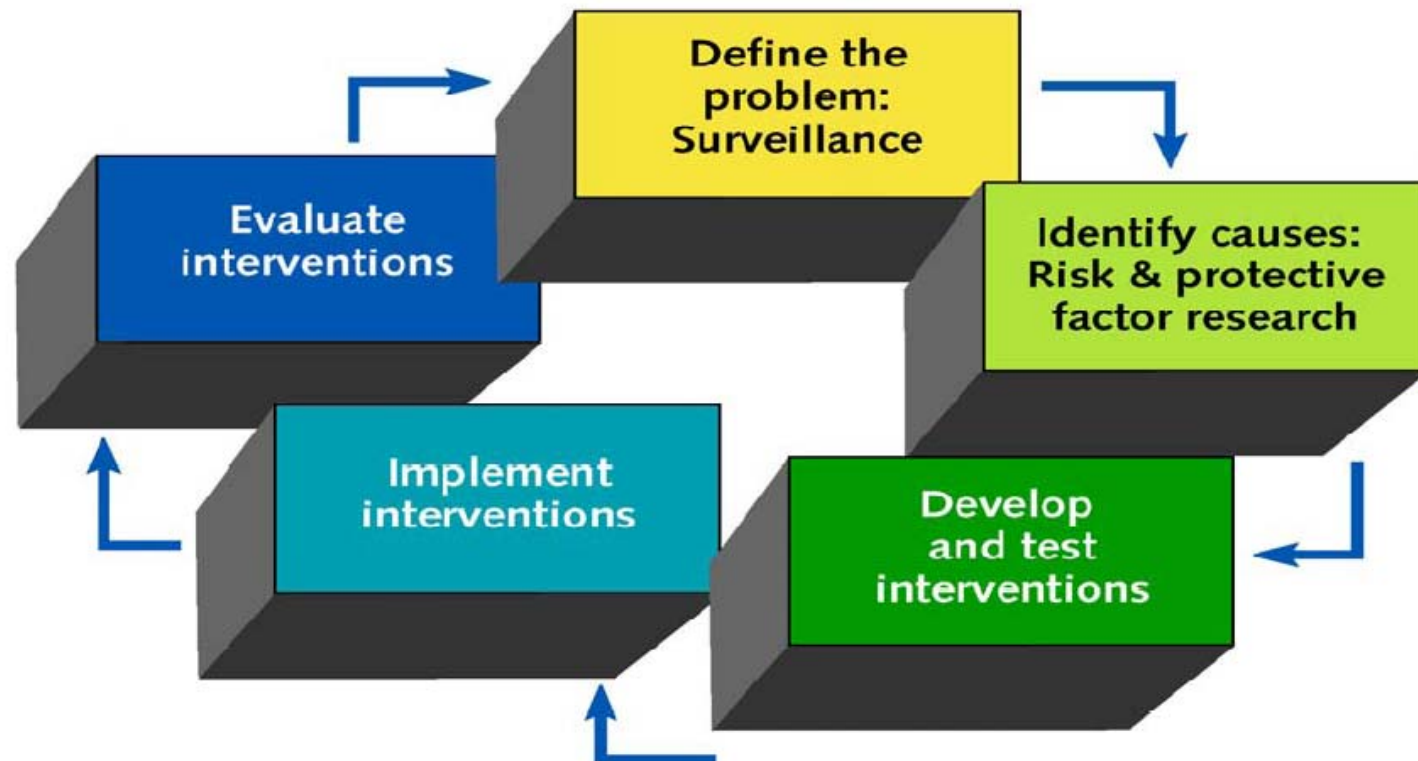 Define the
problem:
Surveillance
Identify causes:
Risk & protective
factor research
Develop
and test
interventions
Implement
interventions
Evaluate
interventions